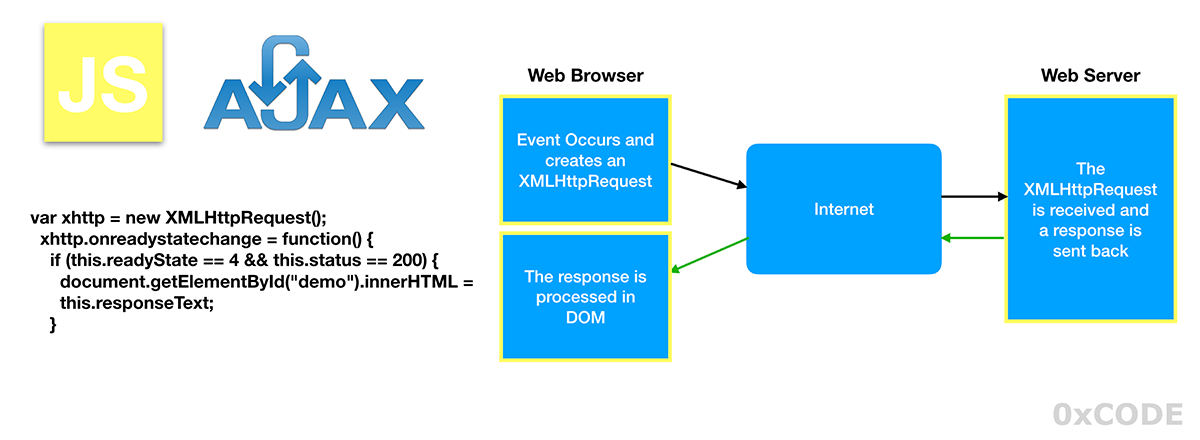 JS
AJAX
var xhttp = new XMLHttpRequest();
xhttp.onreadystatechange = function() {
if (this.readyState == 4 && this.status == 200) {
document.getElementById("demo").innerHTML =
this.responseText;
}
Web Browser
Event Occurs and
creates an
XMLHttpRequest
The response is
processed in
DOM
Internet
Web Server
The
XMLHttpRequest
is received and
a response is
sent back
0xCODE